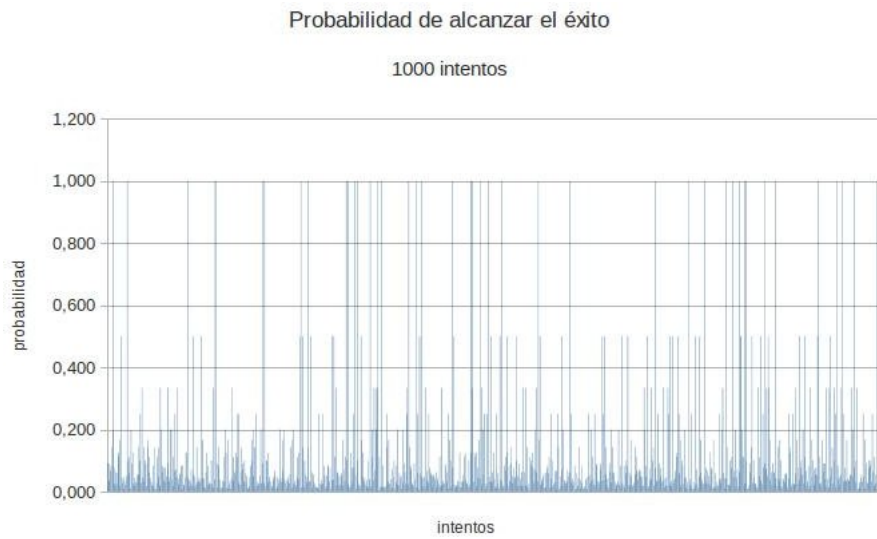 Probabilidad de alcanzar el éxito
1000 intentos
1,200
1,000
0,800
0,600
0,400
0,200
0,000
probabilidad
intentos